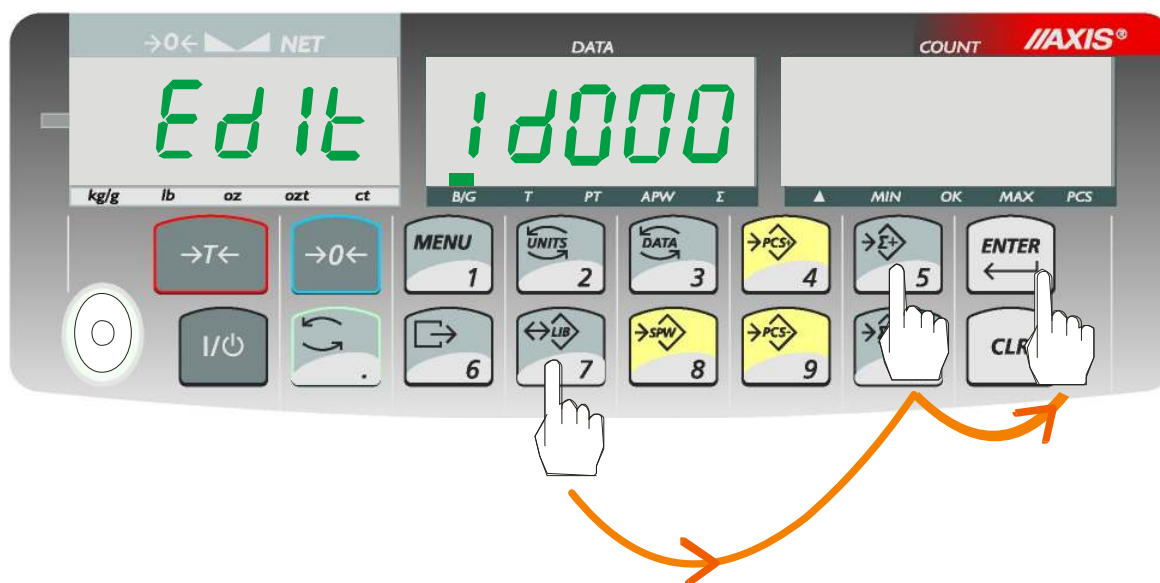 →0← NET DATA COUNT //AXIS®
Ed1t 1d000
kg/g lb oz ozt ct B/G T PT APW Σ ▲ MIN OK MAX PCS
→T← →0← MENU 1 UNITS 2 DATA 3 →PCS+ 4 →Σ+ 5 ENTER
I/⏻ . 6 ↔LIB 7 →SPW 8 →PCS- 9 CLR